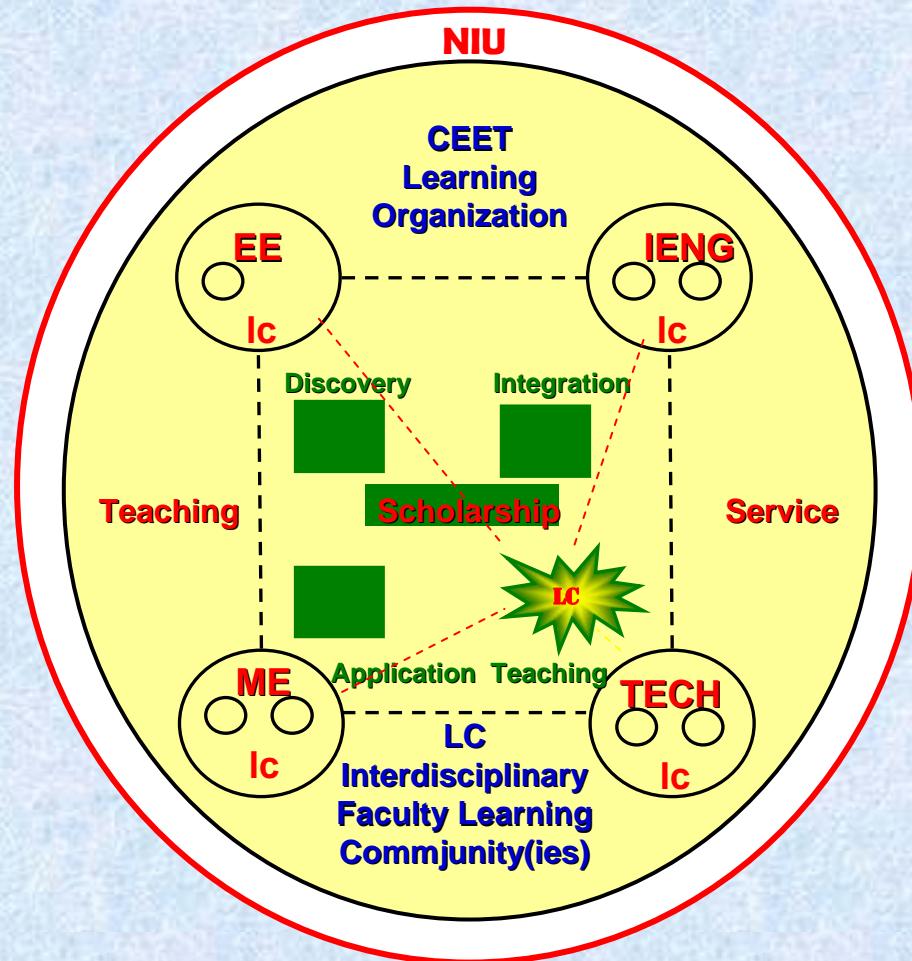 NIU
CEET
Learning
Organization
EE
IENG
lc
lc
Discovery
Integration
Teaching
Scholarship
Service
LC
Application Teaching
ME
TECH
lc
lc
LC
Interdisciplinary
Faculty Learning
Commjunity(ies)